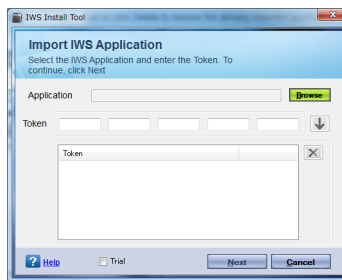 IWS Install Tool
Import IWS Application
Select the IWS Application and enter the Token. To
continue, click Next
Application
Browse
Token
Token
Help
Trial
Next
Cancel